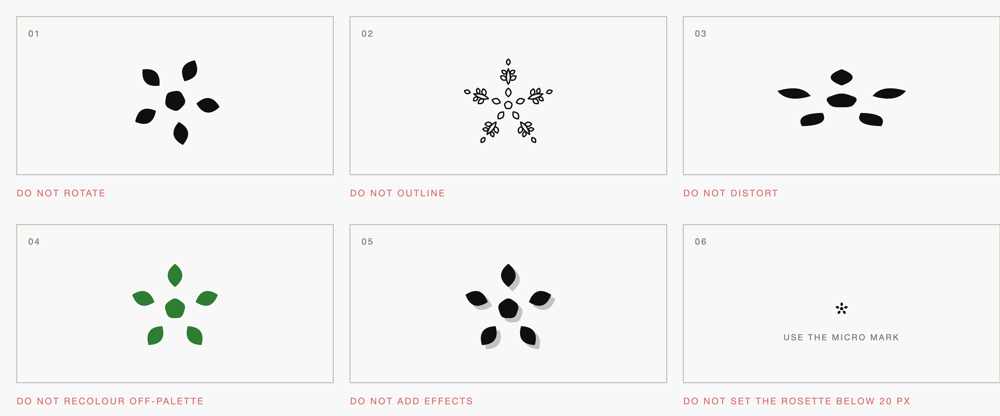 01
02
03
DO NOT ROTATE
DO NOT OUTLINE
DO NOT DISTORT
04
05
06
USE THE MICRO MARK
DO NOT RECOLOUR OFF-PALETTE
DO NOT ADD EFFECTS
DO NOT SET THE ROSETTE BELOW 20 PX